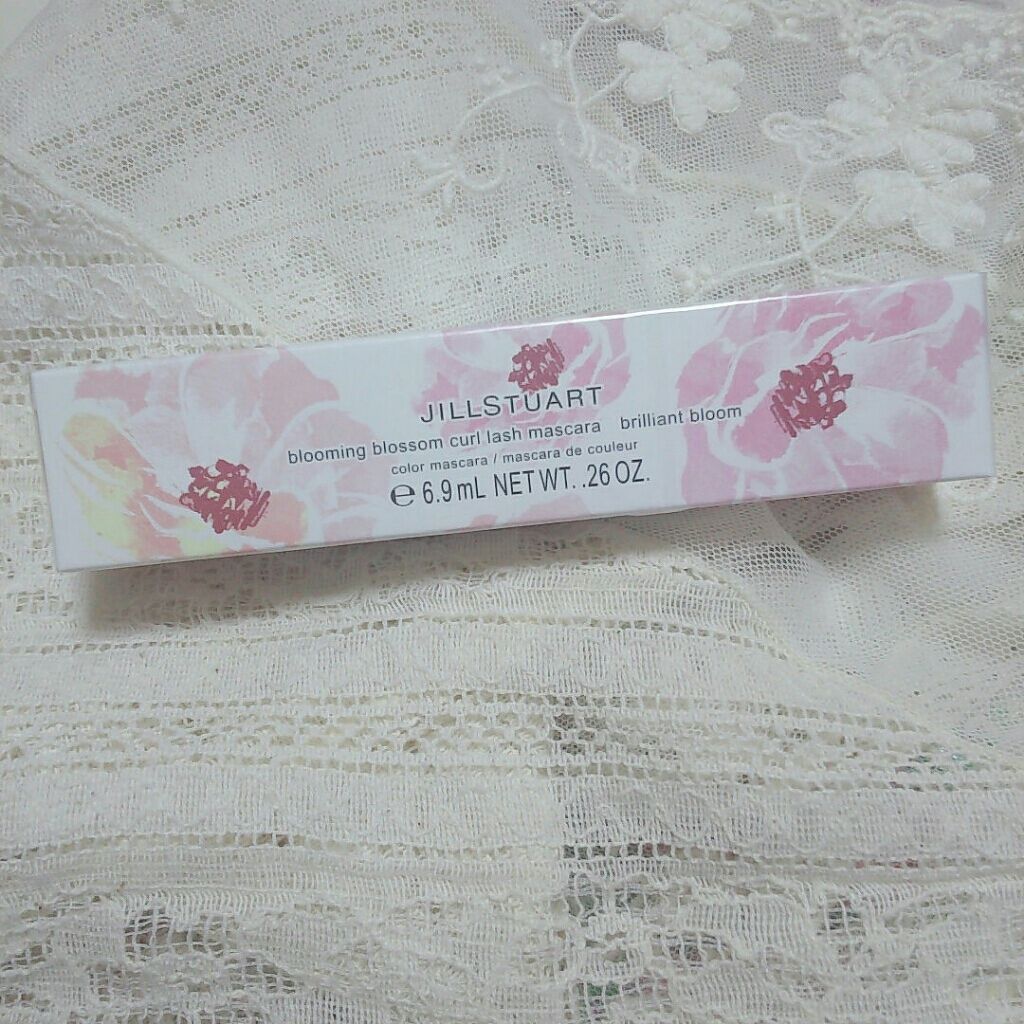 JILLSTUART
blooming blossom curl lash mascara brilliant bloom
color mascara / mascara de couleur
℮ 6.9 mL NET WT. .26 OZ.